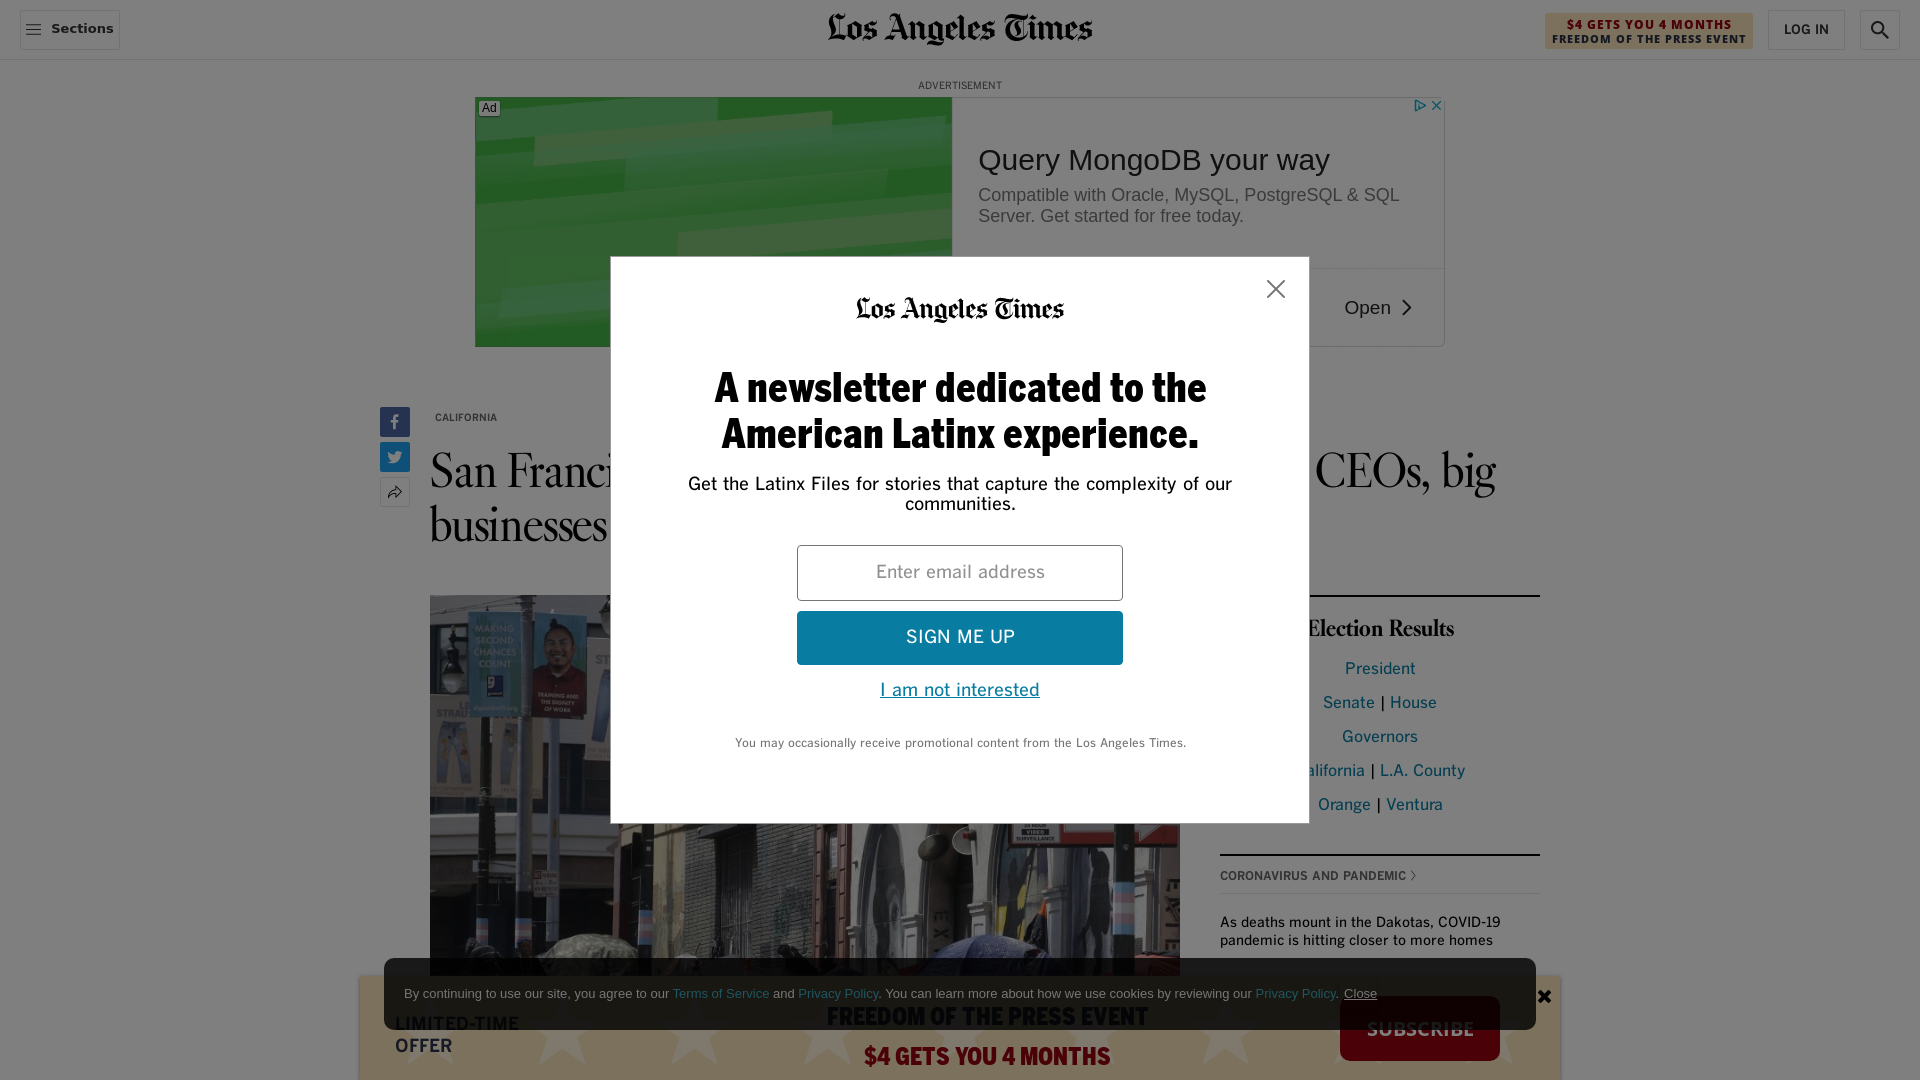 Sections
Los Angeles Times
$4 GETS YOU 4 MONTHS
FREEDOM OF THE PRESS EVENT
LOG IN
ADVERTISEMENT
Ad
Query MongoDB your way
Compatible with Oracle, MySQL, PostgreSQL & SQL
Server. Get started for free today.
Open
Los Angeles Times
A newsletter dedicated to the
American Latinx experience.
Get the Latinx Files for stories that capture the complexity of our
communities.
Enter email address
SIGN ME UP
I am not interested
You may occasionally receive promotional content from the Los Angeles Times.
CALIFORNIA
San Franci CEOs, big
businesses
MAKING
SECOND
CHANCES
COUNT
TRAINING AND
THE DIGNITY
OF WORK
VIDEO
SURVEILLANCE
Election Results
President
Senate | House
Governors
alifornia | L.A. County
Orange | Ventura
CORONAVIRUS AND PANDEMIC
As deaths mount in the Dakotas, COVID-19
pandemic is hitting closer to more homes
By continuing to use our site, you agree to our Terms of Service and Privacy Policy. You can learn more about how we use cookies by reviewing our Privacy Policy. Close
LIMITED-TIME
OFFER
FREEDOM OF THE PRESS EVENT
$4 GETS YOU 4 MONTHS
SUBSCRIBE